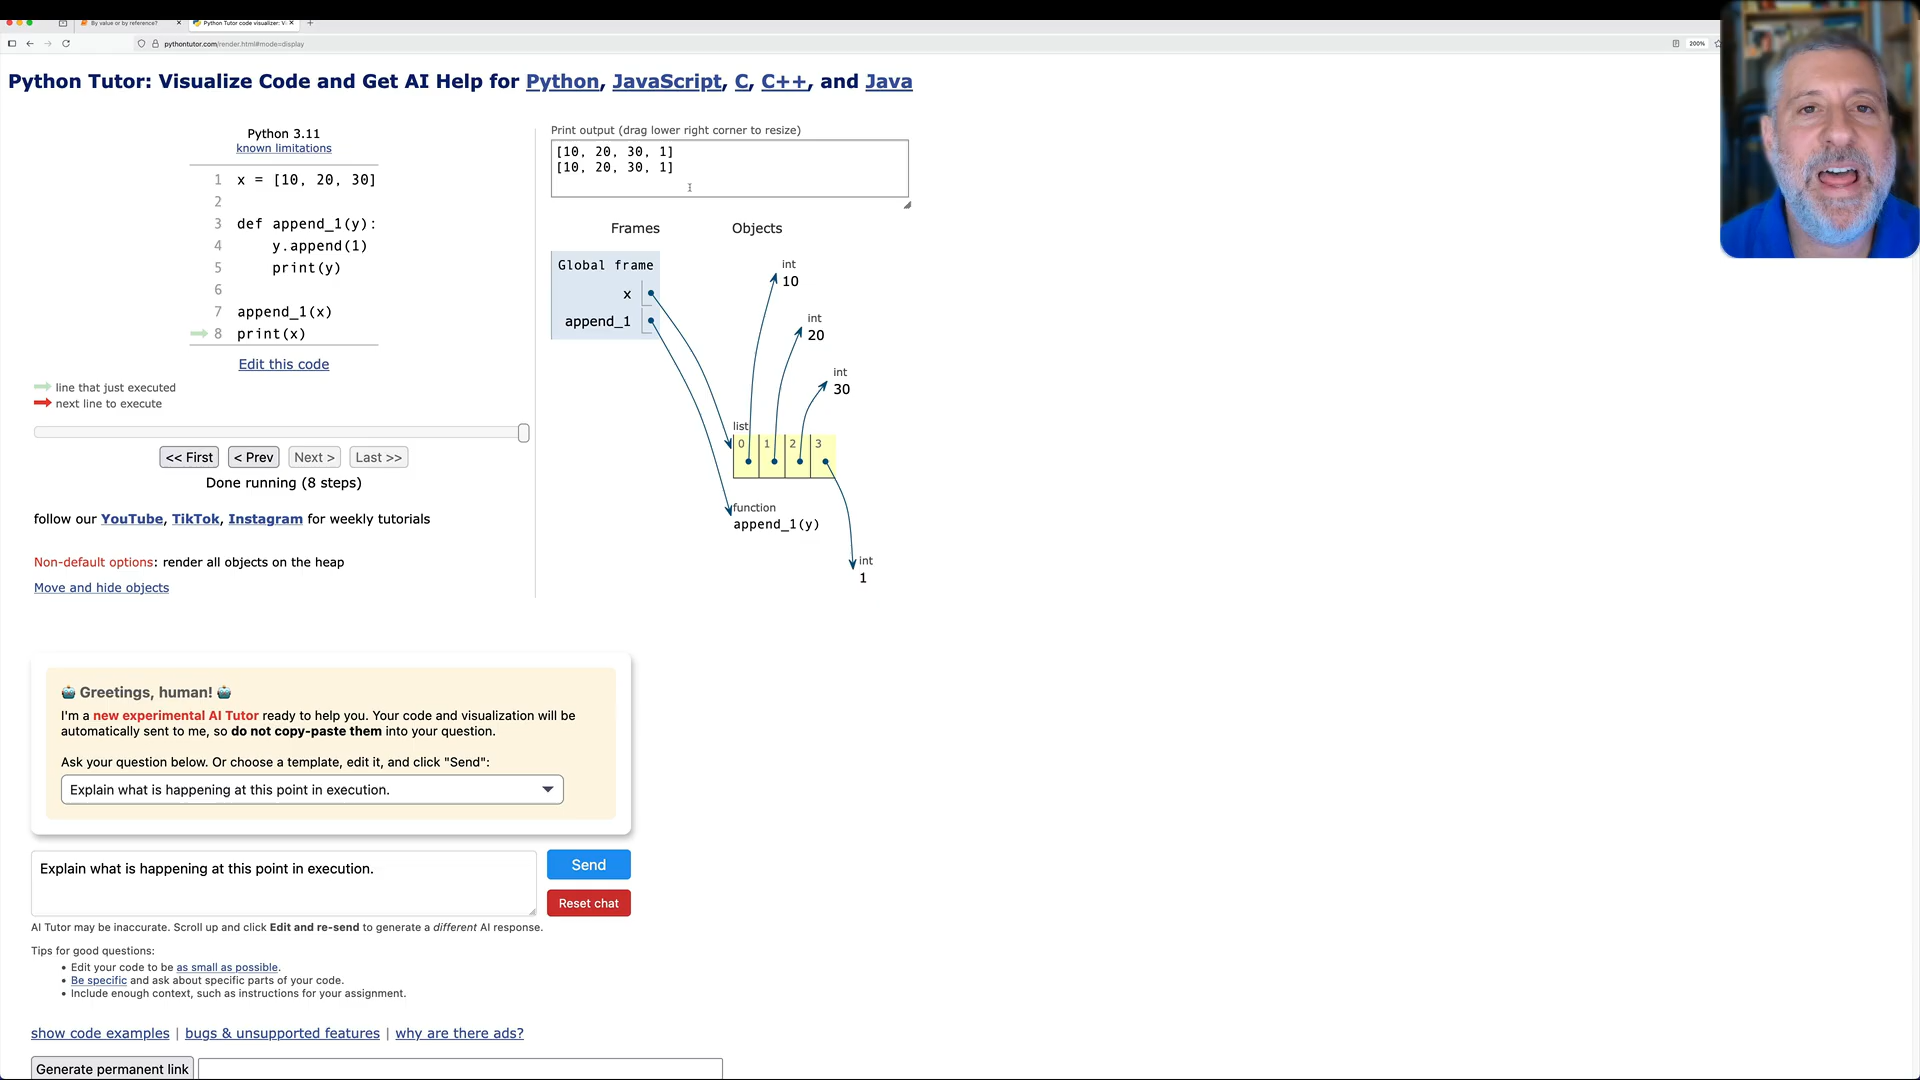 By value or by reference?
Python Tutor code visualizer: V
pythontutor.com/render.html#mode=display
200%
Python Tutor: Visualize Code and Get AI Help for Python, JavaScript, C, C++, and Java
Python 3.11
known limitations
1 x = [10, 20, 30]
2
3 def append_1(y):
4 y.append(1)
5 print(y)
6
7 append_1(x)
8 print(x)
Edit this code
line that just executed
next line to execute
<< First
< Prev
Next >
Last >>
Done running (8 steps)
follow our YouTube, TikTok, Instagram for weekly tutorials
Non-default options: render all objects on the heap
Move and hide objects
Print output (drag lower right corner to resize)
[10, 20, 30, 1]
[10, 20, 30, 1]
Frames
Objects
Global frame
x
append_1
int
10
int
20
int
30
list
0 1 2 3
function
append_1(y)
int
1
Greetings, human!
I'm a new experimental AI Tutor ready to help you. Your code and visualization will be
automatically sent to me, so do not copy-paste them into your question.
Ask your question below. Or choose a template, edit it, and click "Send":
Explain what is happening at this point in execution.
Explain what is happening at this point in execution.
Send
Reset chat
AI Tutor may be inaccurate. Scroll up and click Edit and re-send to generate a different AI response.
Tips for good questions:
• Edit your code to be as small as possible.
• Be specific and ask about specific parts of your code.
• Include enough context, such as instructions for your assignment.
show code examples | bugs & unsupported features | why are there ads?
Generate permanent link